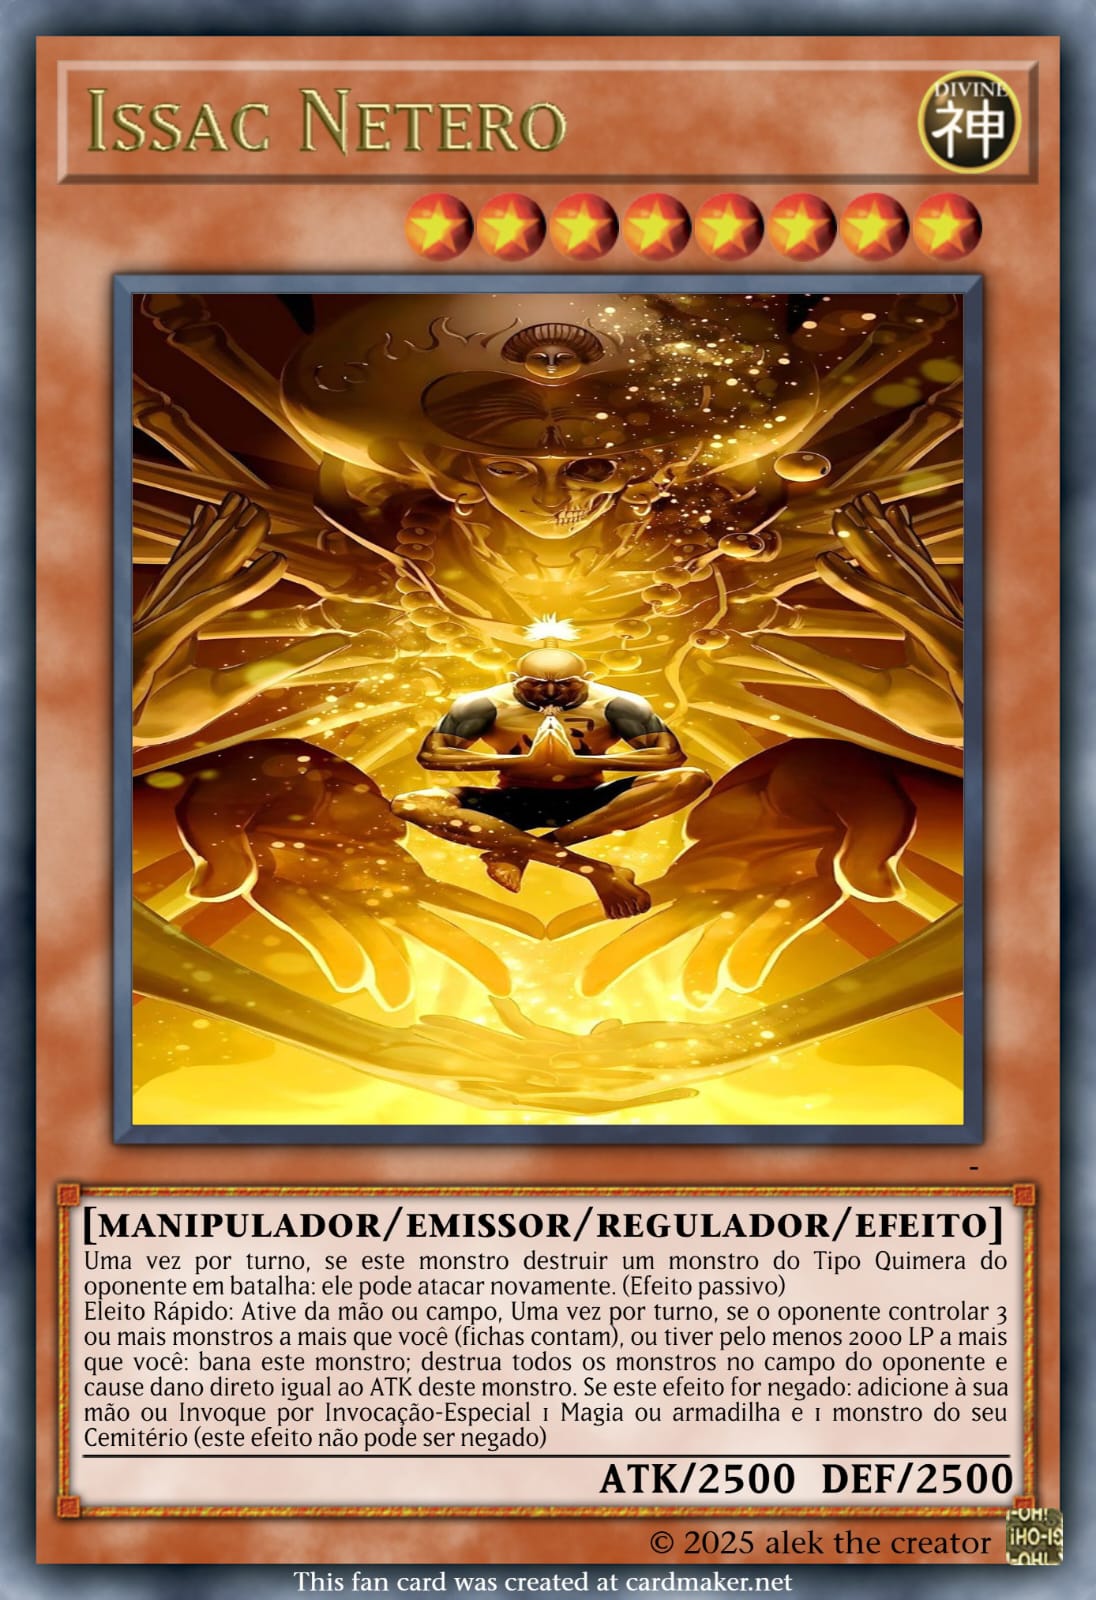 Issac Netero
DIVINE
神
-
[MANIPULADOR/EMISSOR/REGULADOR/EFEITO]
Uma vez por turno, se este monstro destruir um monstro do Tipo Quimera do
oponente em batalha: ele pode atacar novamente. (Efeito passivo)
Eleito Rápido: Ative da mão ou campo, Uma vez por turno, se o oponente controlar 3
ou mais monstros a mais que você (fichas contam), ou tiver pelo menos 2000 LP a mais
que você: bana este monstro; destrua todos os monstros no campo do oponente e
cause dano direto igual ao ATK deste monstro. Se este efeito for negado: adicione à sua
mão ou Invoque por Invocação-Especial 1 Magia ou armadilha e 1 monstro do seu
Cemitério (este efeito não pode ser negado)
ATK/2500 DEF/2500
© 2025 alek the creator
This fan card was created at cardmaker.net